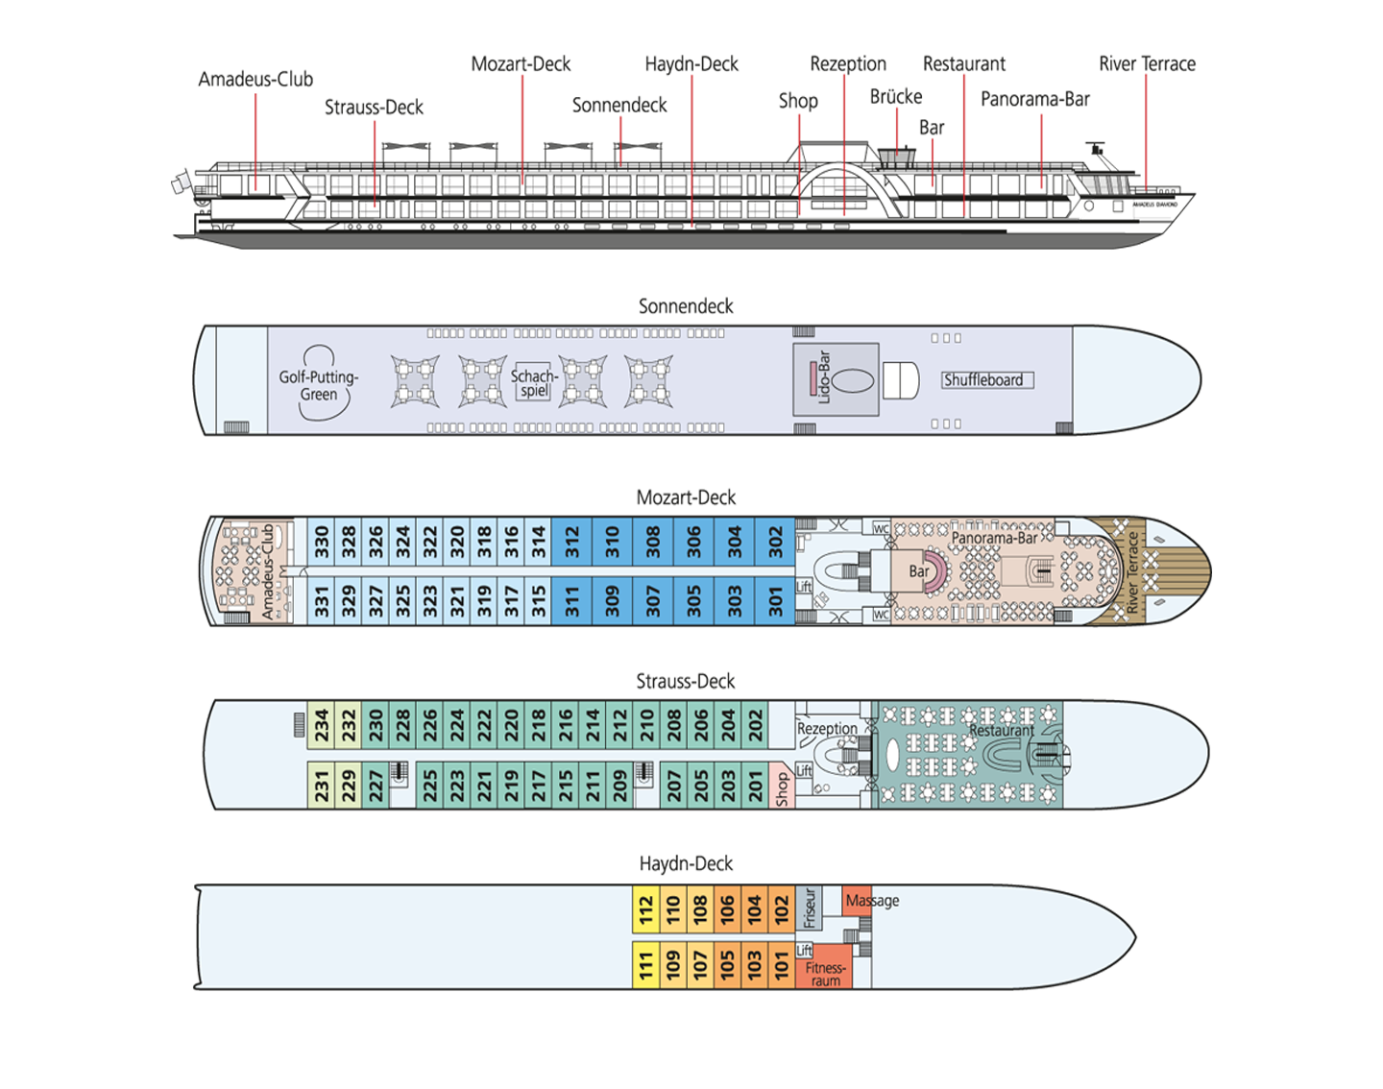 Mozart-Deck
Haydn-Deck
Rezeption
Restaurant
River Terrace
Amadeus-Club
Strauss-Deck
Sonnendeck
Shop
Brücke
Panorama-Bar
Bar
AMADEUS DIAMOND
Sonnendeck
Golf-Putting-
Green
Schach-
spiel
Lido-Bar
Shuffleboard
Mozart-Deck
Amadeus-Club
330 328 326 324 322 320 318 316 314 312 310 308 306 304 302
331 329 327 325 323 321 319 317 315 311 309 307 305 303 301
Lift
WC
WC
Bar
Panorama-Bar
River Terrace
Strauss-Deck
234 232 230 228 226 224 222 220 218 216 214 212 210 208 206 204 202
231 229 227 225 223 221 219 217 215 211 209 207 205 203 201
Shop
Rezeption
Lift
Restaurant
Haydn-Deck
112 110 108 106 104 102
111 109 107 105 103 101
Friseur
Massage
Lift
Fitness-
raum